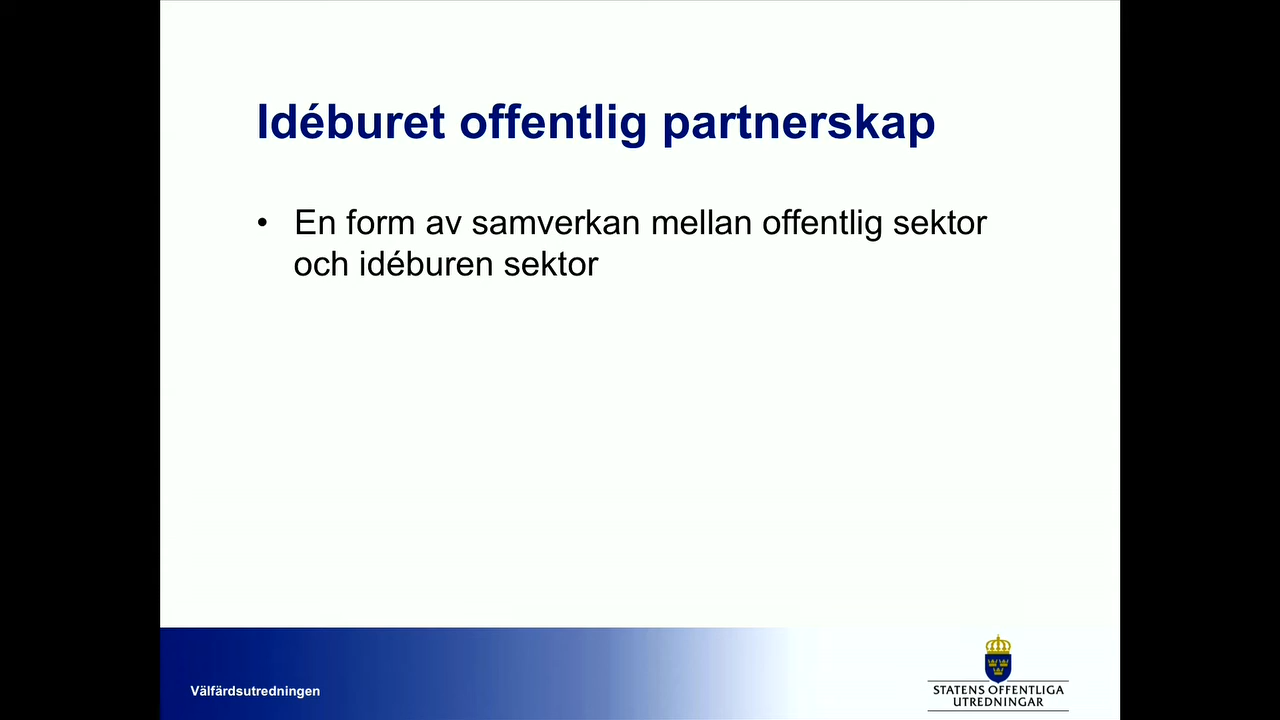 Idéburet offentlig partnerskap
• En form av samverkan mellan offentlig sektor
och idéburen sektor
Välfärdsutredningen
STATENS OFFENTLIGA
UTREDNINGAR